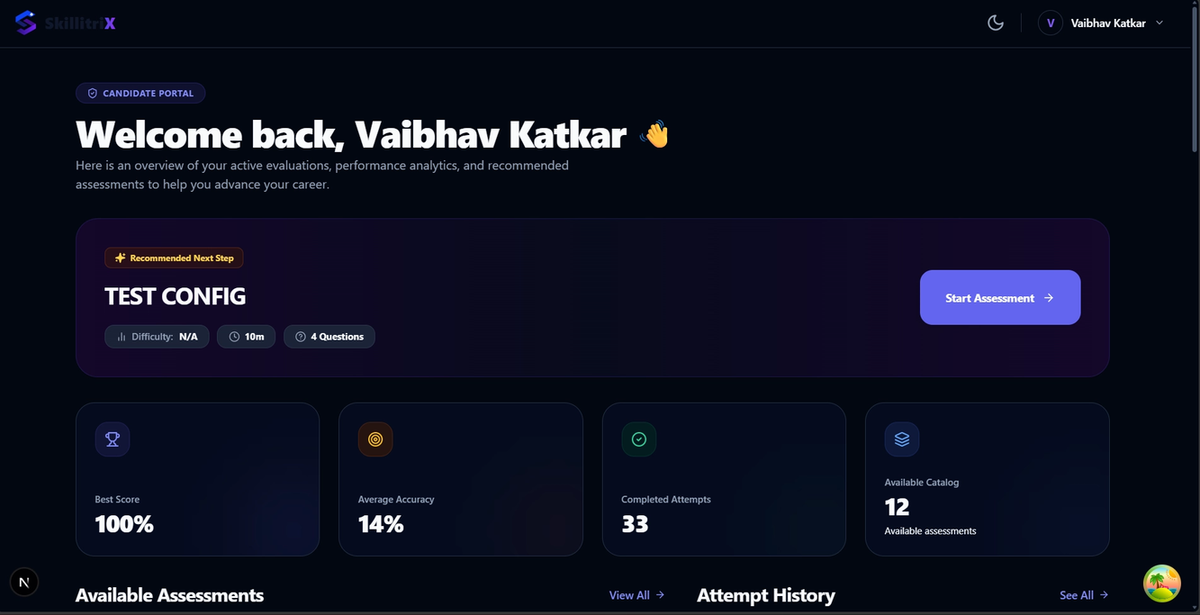 SkillitriX
V
Vaibhav Katkar
CANDIDATE PORTAL
Welcome back, Vaibhav Katkar
Here is an overview of your active evaluations, performance analytics, and recommended
assessments to help you advance your career.
Recommended Next Step
TEST CONFIG
Difficulty: N/A
10m
4 Questions
Start Assessment
Best Score
100%
Average Accuracy
14%
Completed Attempts
33
Available Catalog
12
Available assessments
N
Available Assessments
View All
Attempt History
See All